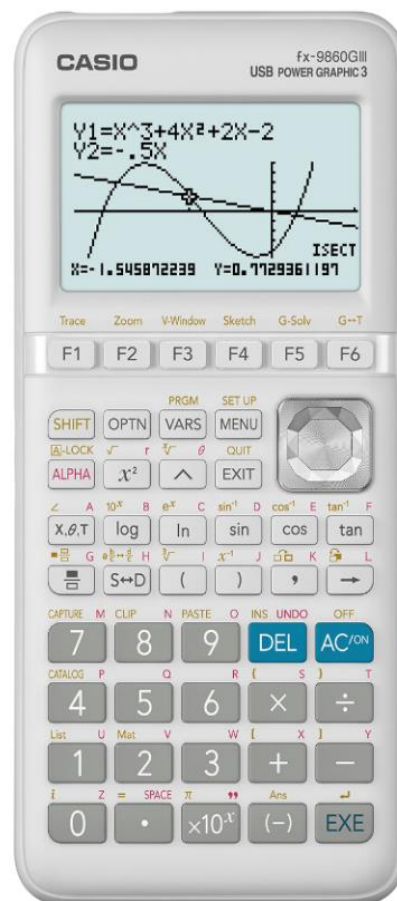 CASIO
fx-9860GIII
USB POWER GRAPHIC 3
Y1=X^3+4X²+2X-2
Y2=-.5X
ISECT
X=-1.545872239 Y=0.7729361197
Trace Zoom V-Window Sketch G-Solv G↔T
F1 F2 F3 F4 F5 F6
PRGM SET UP
SHIFT OPTN VARS MENU
A-LOCK √ r ˣ√ θ QUIT
ALPHA x² ^ EXIT
∠ A 10ˣ B eˣ C sin⁻¹ D cos⁻¹ E tan⁻¹ F
X,θ,T log ln sin cos tan
G H ³√ I x⁻¹ J K L
S↔D ( ) , →
CAPTURE M CLIP N PASTE O INS UNDO OFF
7 8 9 DEL AC/ON
CATALOG P Q R { S } T
4 5 6 × ÷
List U Mat V W [ X ] Y
1 2 3 + −
i Z = SPACE π " Ans ↵
0 . ×10ˣ (−) EXE